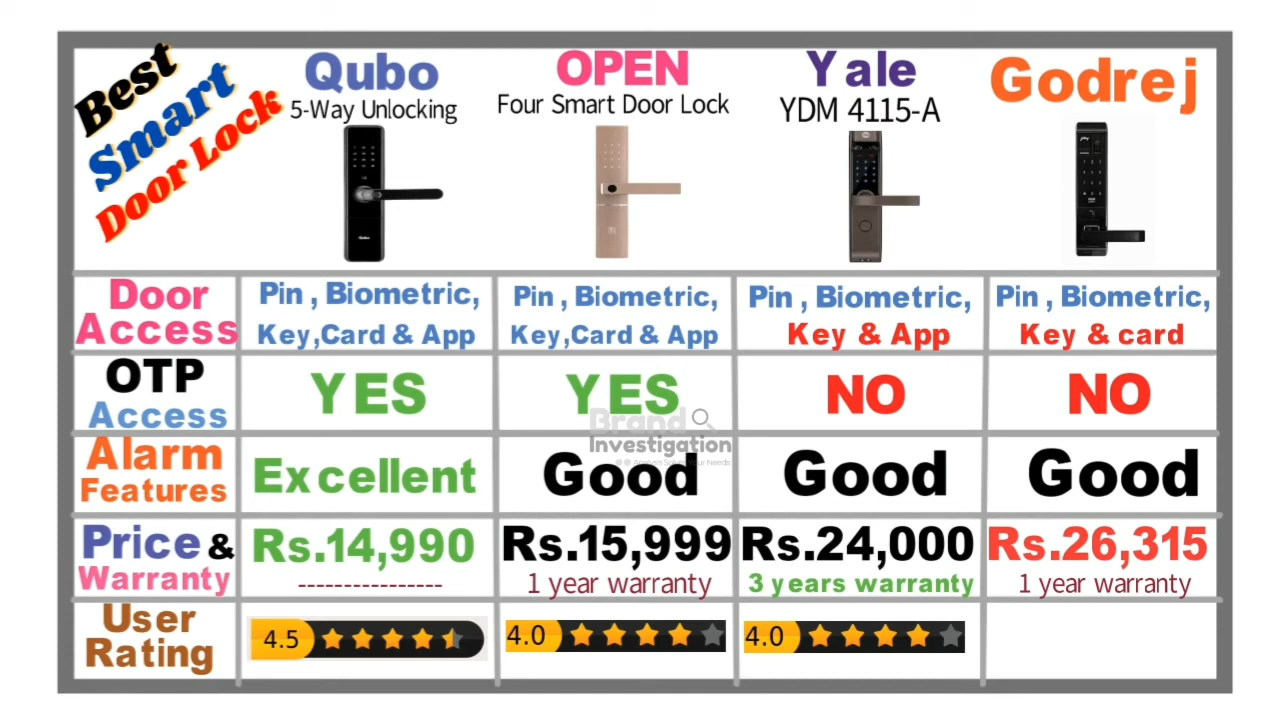 Best
Smart
Door Lock
Qubo
5-Way Unlocking
OPEN
Four Smart Door Lock
Yale
YDM 4115-A
Godrej
Door
Access
Pin , Biometric,
Key,Card & App
Pin , Biometric,
Key,Card & App
Pin , Biometric,
Key & App
Pin , Biometric,
Key & card
OTP
Access
YES
YES
NO
NO
Brand
Investigation
Alarm
Features
Excellent
Good
Good
Good
Price &
Warranty
Rs.14,990
----------------
Rs.15,999
1 year warranty
Rs.24,000
3 years warranty
Rs.26,315
1 year warranty
User
Rating
4.5
4.0
4.0